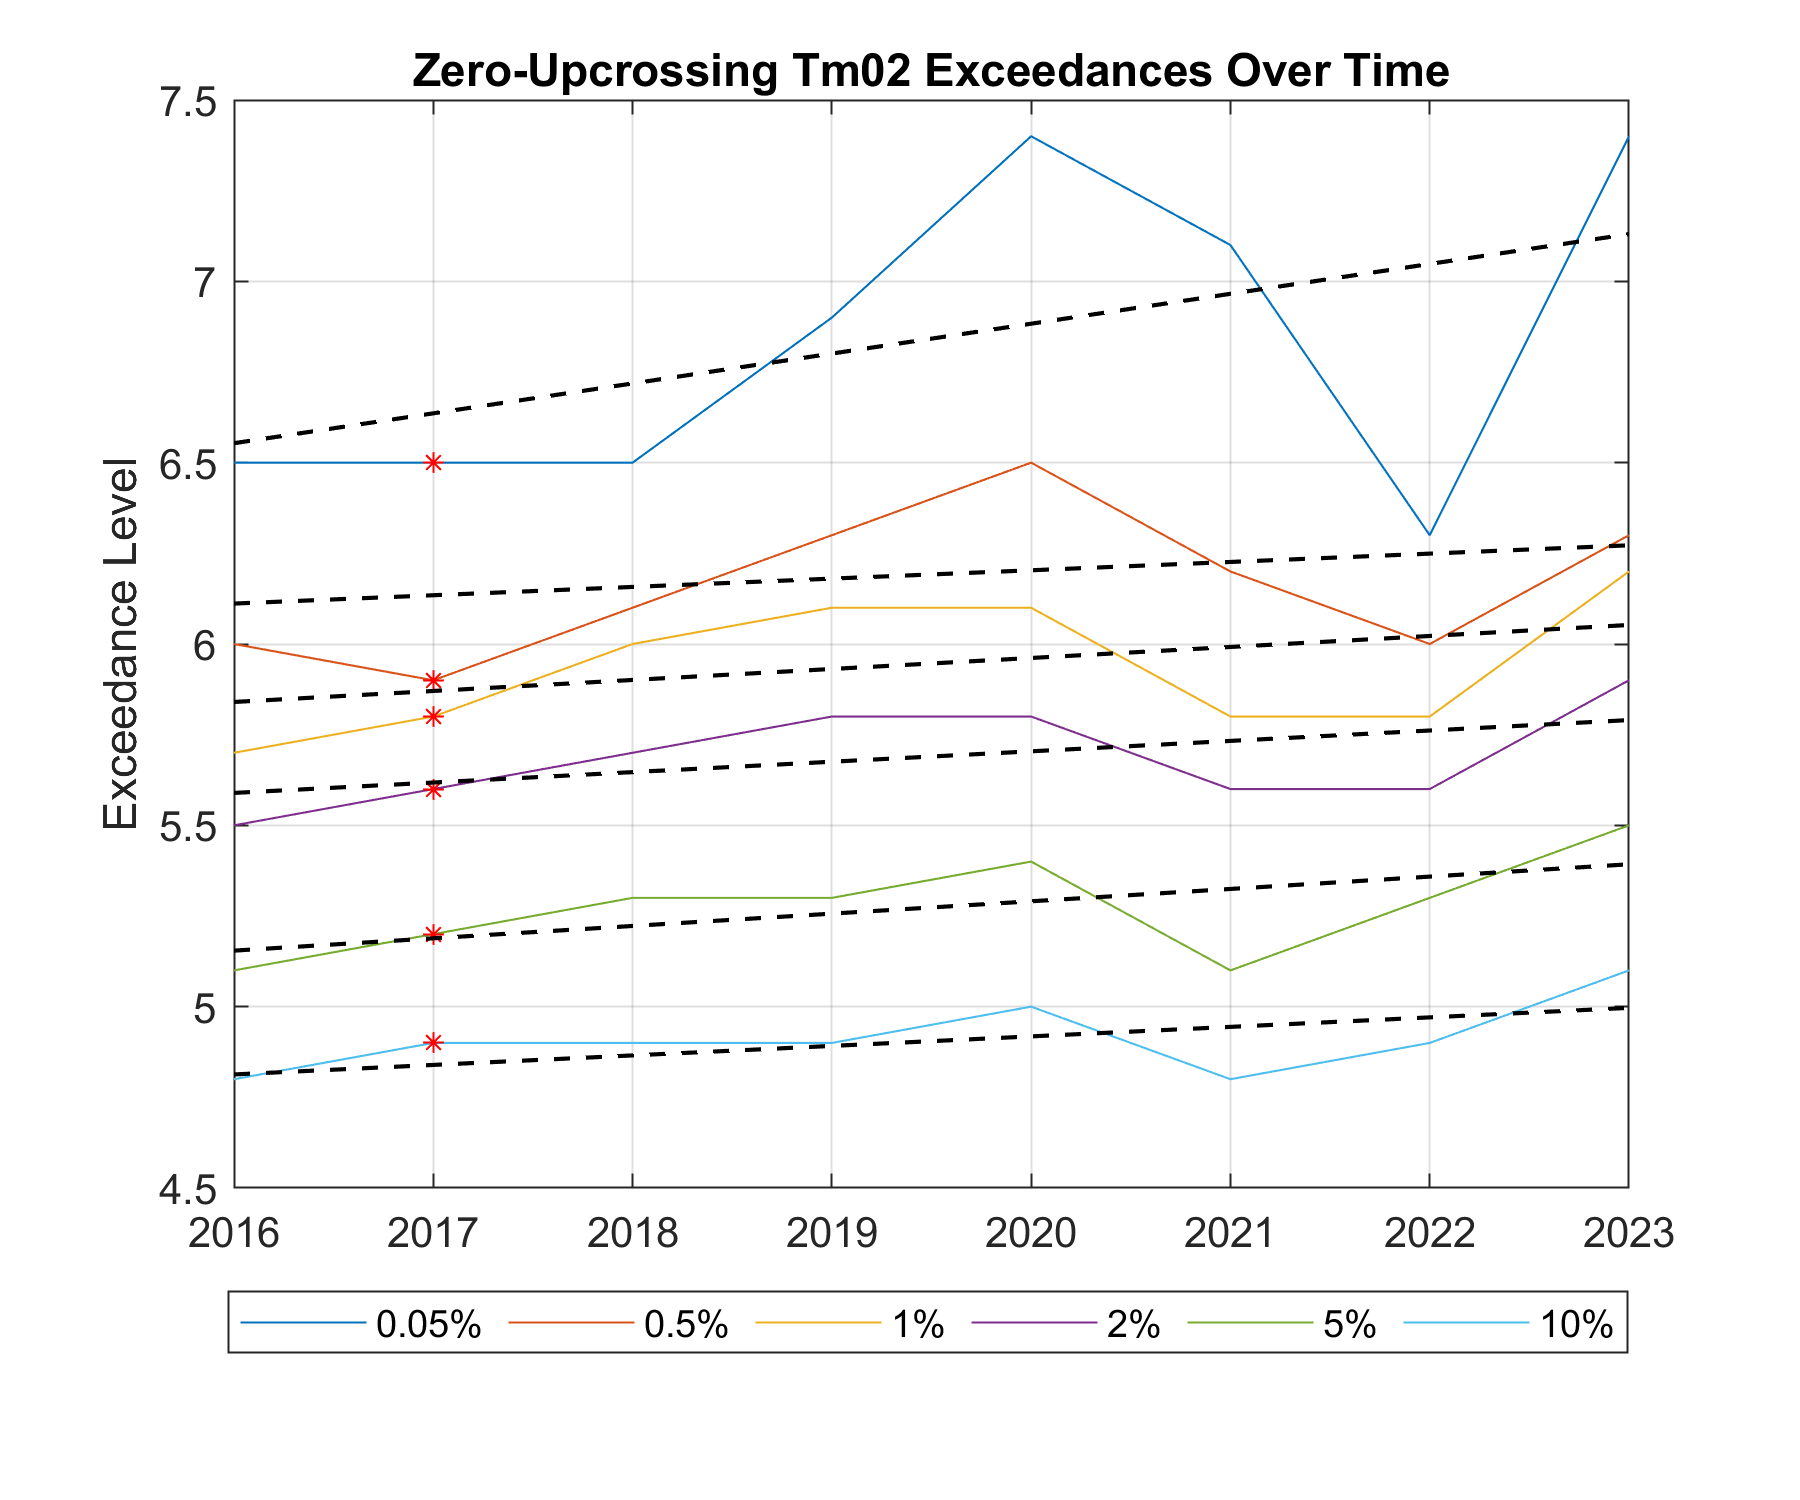 Zero-Upcrossing Tm02 Exceedances Over Time
Exceedance Level
7.5
7
6.5
6
5.5
5
4.5
2016 2017 2018 2019 2020 2021 2022 2023
0.05% 0.5% 1% 2% 5% 10%